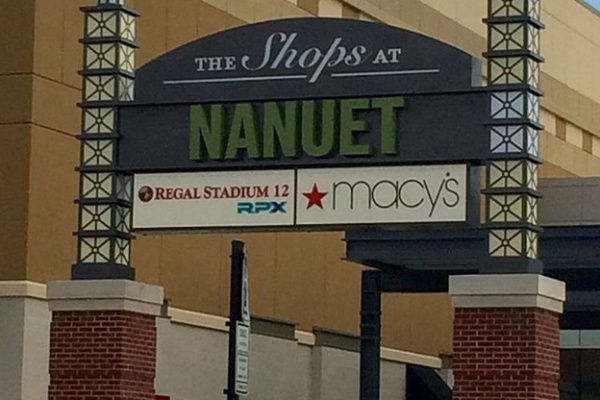 THE Shops AT
NANUET
REGAL STADIUM 12
RPX
macy's